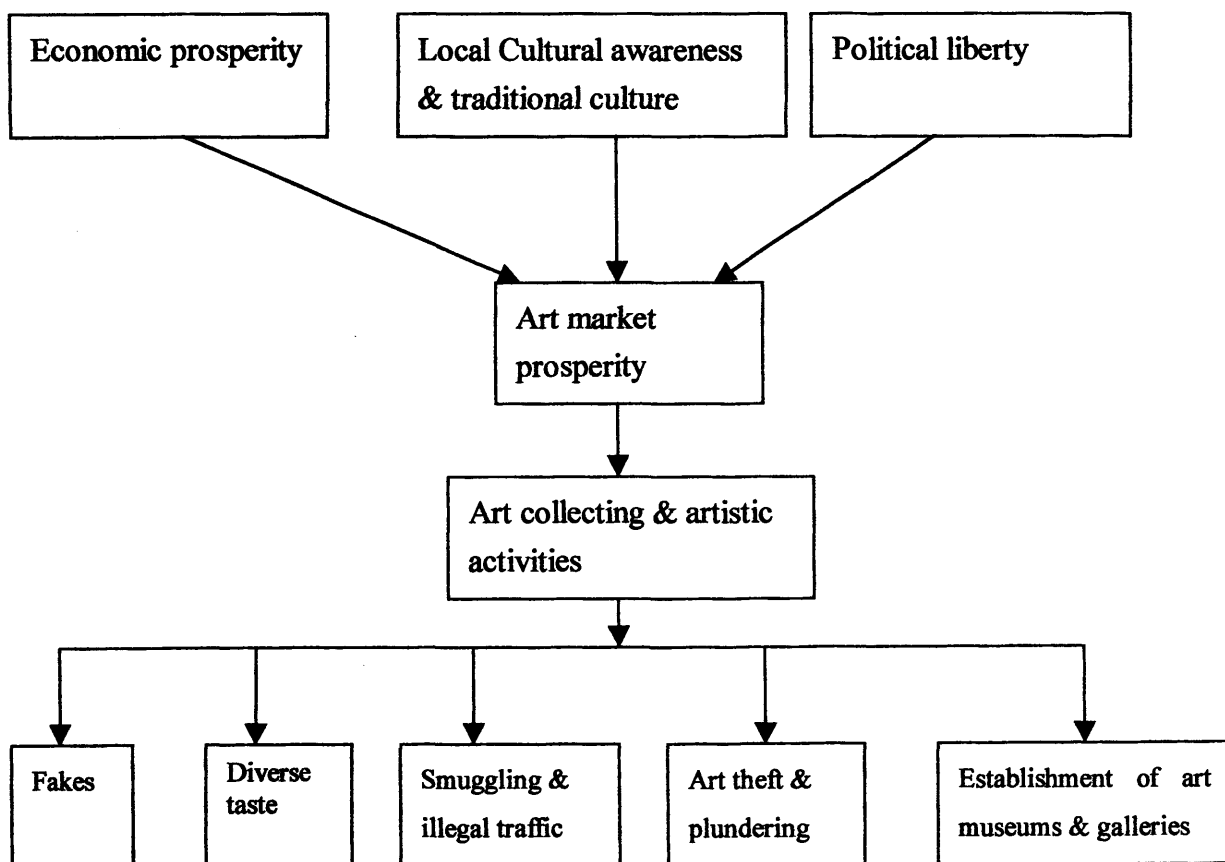 Economic prosperity
Local Cultural awareness
& traditional culture
Political liberty
Art market
prosperity
Art collecting & artistic
activities
Fakes
Diverse
taste
Smuggling &
illegal traffic
Art theft &
plundering
Establishment of art
museums & galleries